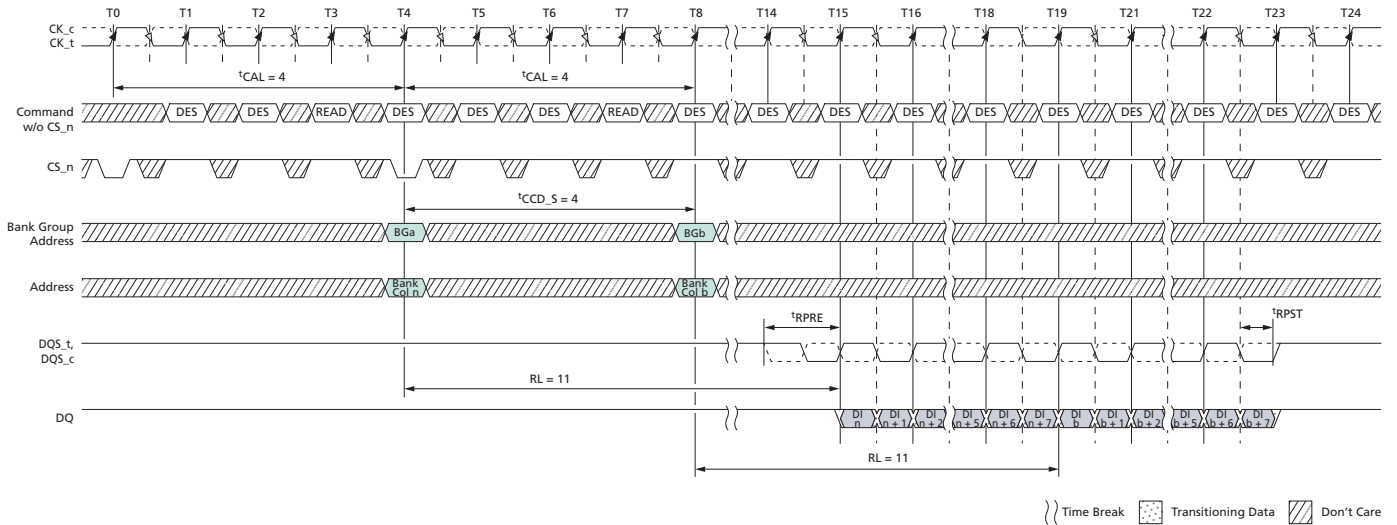 T0 T1 T2 T3 T4 T5 T6 T7 T8 T14 T15 T16 T18 T19 T21 T22 T23 T24
CK_c
CK_t
tCAL = 4 tCAL = 4
Command
w/o CS_n
DES DES READ DES DES DES READ DES DES DES DES DES DES DES DES DES DES
CS_n
tCCD_S = 4
Bank Group
Address
BGa BGb
Address
Bank
Col n
Bank
Col b
tRPRE tRPST
DQS_t,
DQS_c
RL = 11
DQ
DI
n
DI
n + 1
DI
n + 2
DI
n + 5
DI
n + 6
DI
n + 7
DI
b
DI
b + 1
DI
b + 2
DI
b + 5
DI
b + 6
DI
b + 7
RL = 11
Time Break Transitioning Data Don't Care